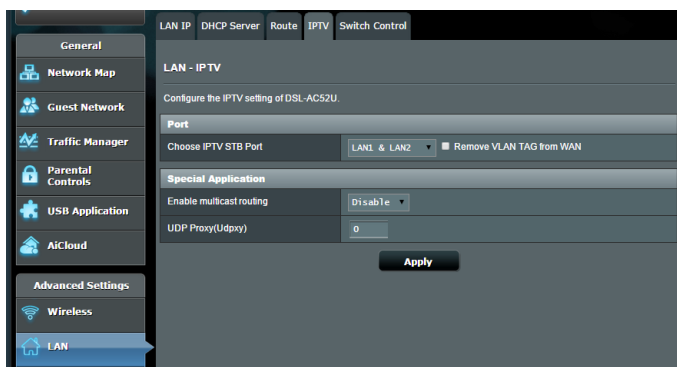 LAN IP DHCP Server Route IPTV Switch Control
General
Network Map
Guest Network
Traffic Manager
Parental
Controls
USB Application
AiCloud
Advanced Settings
Wireless
LAN
LAN - IPTV
Configure the IPTV setting of DSL-AC52U.
Port
Choose IPTV STB Port LAN1 & LAN2 Remove VLAN TAG from WAN
Special Application
Enable multicast routing Disable
UDP Proxy(Udpxy) 0
Apply